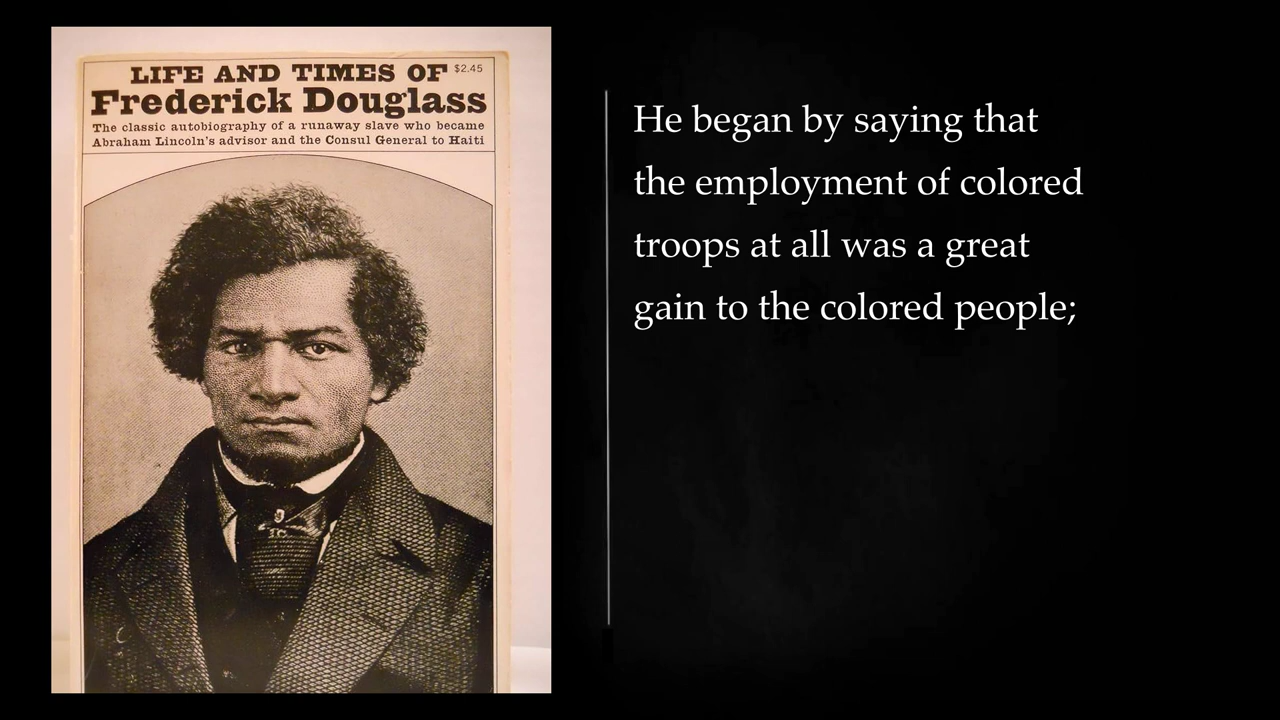 LIFE AND TIMES OF $2.45
Frederick Douglass
The classic autobiography of a runaway slave who became
Abraham Lincoln's advisor and the Consul General to Haiti
He began by saying that
the employment of colored
troops at all was a great
gain to the colored people;